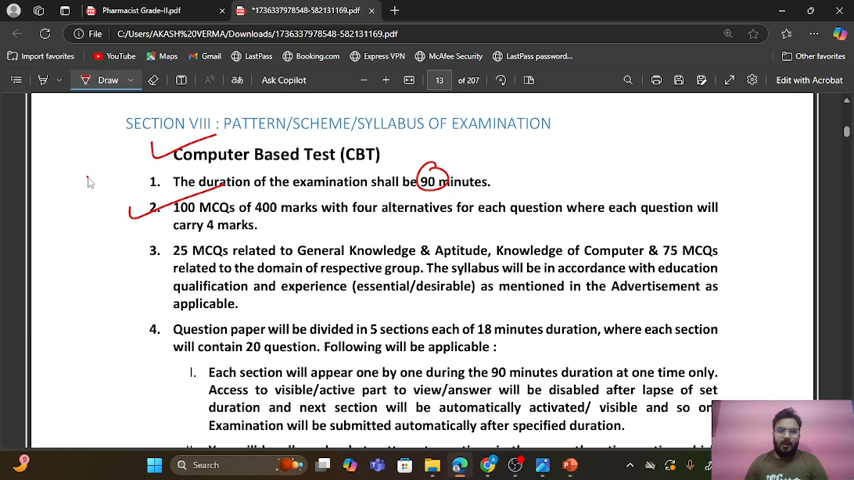 Pharmacist Grade-II.pdf
*1736337978548-582131169.pdf
File
C:/Users/AKASH%20VERMA/Downloads/1736337978548-582131169.pdf
Import favorites
YouTube
Maps
Gmail
LastPass
Booking.com
Express VPN
McAfee Security
LastPass password...
Other favorites
Draw
Ask Copilot
13 of 207
Edit with Acrobat
SECTION VIII : PATTERN/SCHEME/SYLLABUS OF EXAMINATION
Computer Based Test (CBT)
1. The duration of the examination shall be 90 minutes.
2. 100 MCQs of 400 marks with four alternatives for each question where each question will
carry 4 marks.
3. 25 MCQs related to General Knowledge & Aptitude, Knowledge of Computer & 75 MCQs
related to the domain of respective group. The syllabus will be in accordance with education
qualification and experience (essential/desirable) as mentioned in the Advertisement as
applicable.
4. Question paper will be divided in 5 sections each of 18 minutes duration, where each section
will contain 20 question. Following will be applicable :
I. Each section will appear one by one during the 90 minutes duration at one time only.
Access to visible/active part to view/answer will be disabled after lapse of set
duration and next section will be automatically activated/ visible and so on
Examination will be submitted automatically after specified duration.
Search